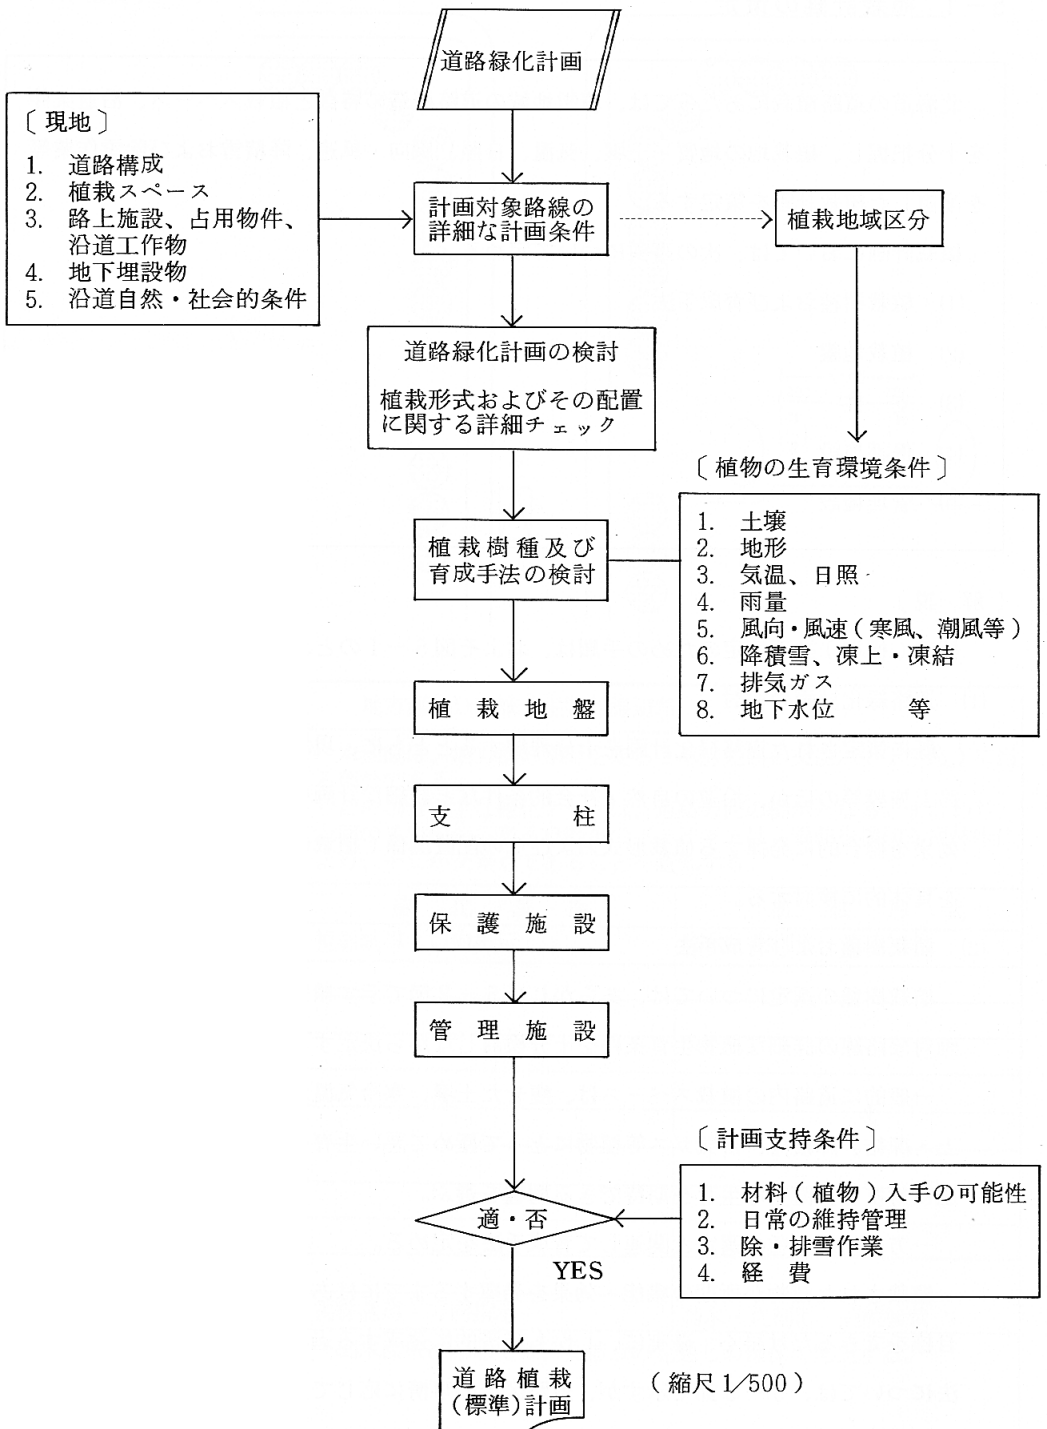 道路緑化計画
〔現地〕
1. 道路構成
2. 植栽スペース
3. 路上施設、占用物件、
沿道工作物
4. 地下埋設物
5. 沿道自然・社会的条件
計画対象路線の
詳細な計画条件
植栽地域区分
道路緑化計画の検討
植栽形式およびその配置
に関する詳細チェック
〔植物の生育環境条件〕
1. 土壌
2. 地形
3. 気温、日照
4. 雨量
5. 風向・風速(寒風、潮風等)
6. 降積雪、凍上・凍結
7. 排気ガス
8. 地下水位 等
植栽樹種及び
育成手法の検討
植栽地盤
支柱
保護施設
管理施設
〔計画支持条件〕
1. 材料(植物)入手の可能性
2. 日常の維持管理
3. 除・排雪作業
4. 経費
適・否
YES
道路植栽
(標準)計画
(縮尺1/500)